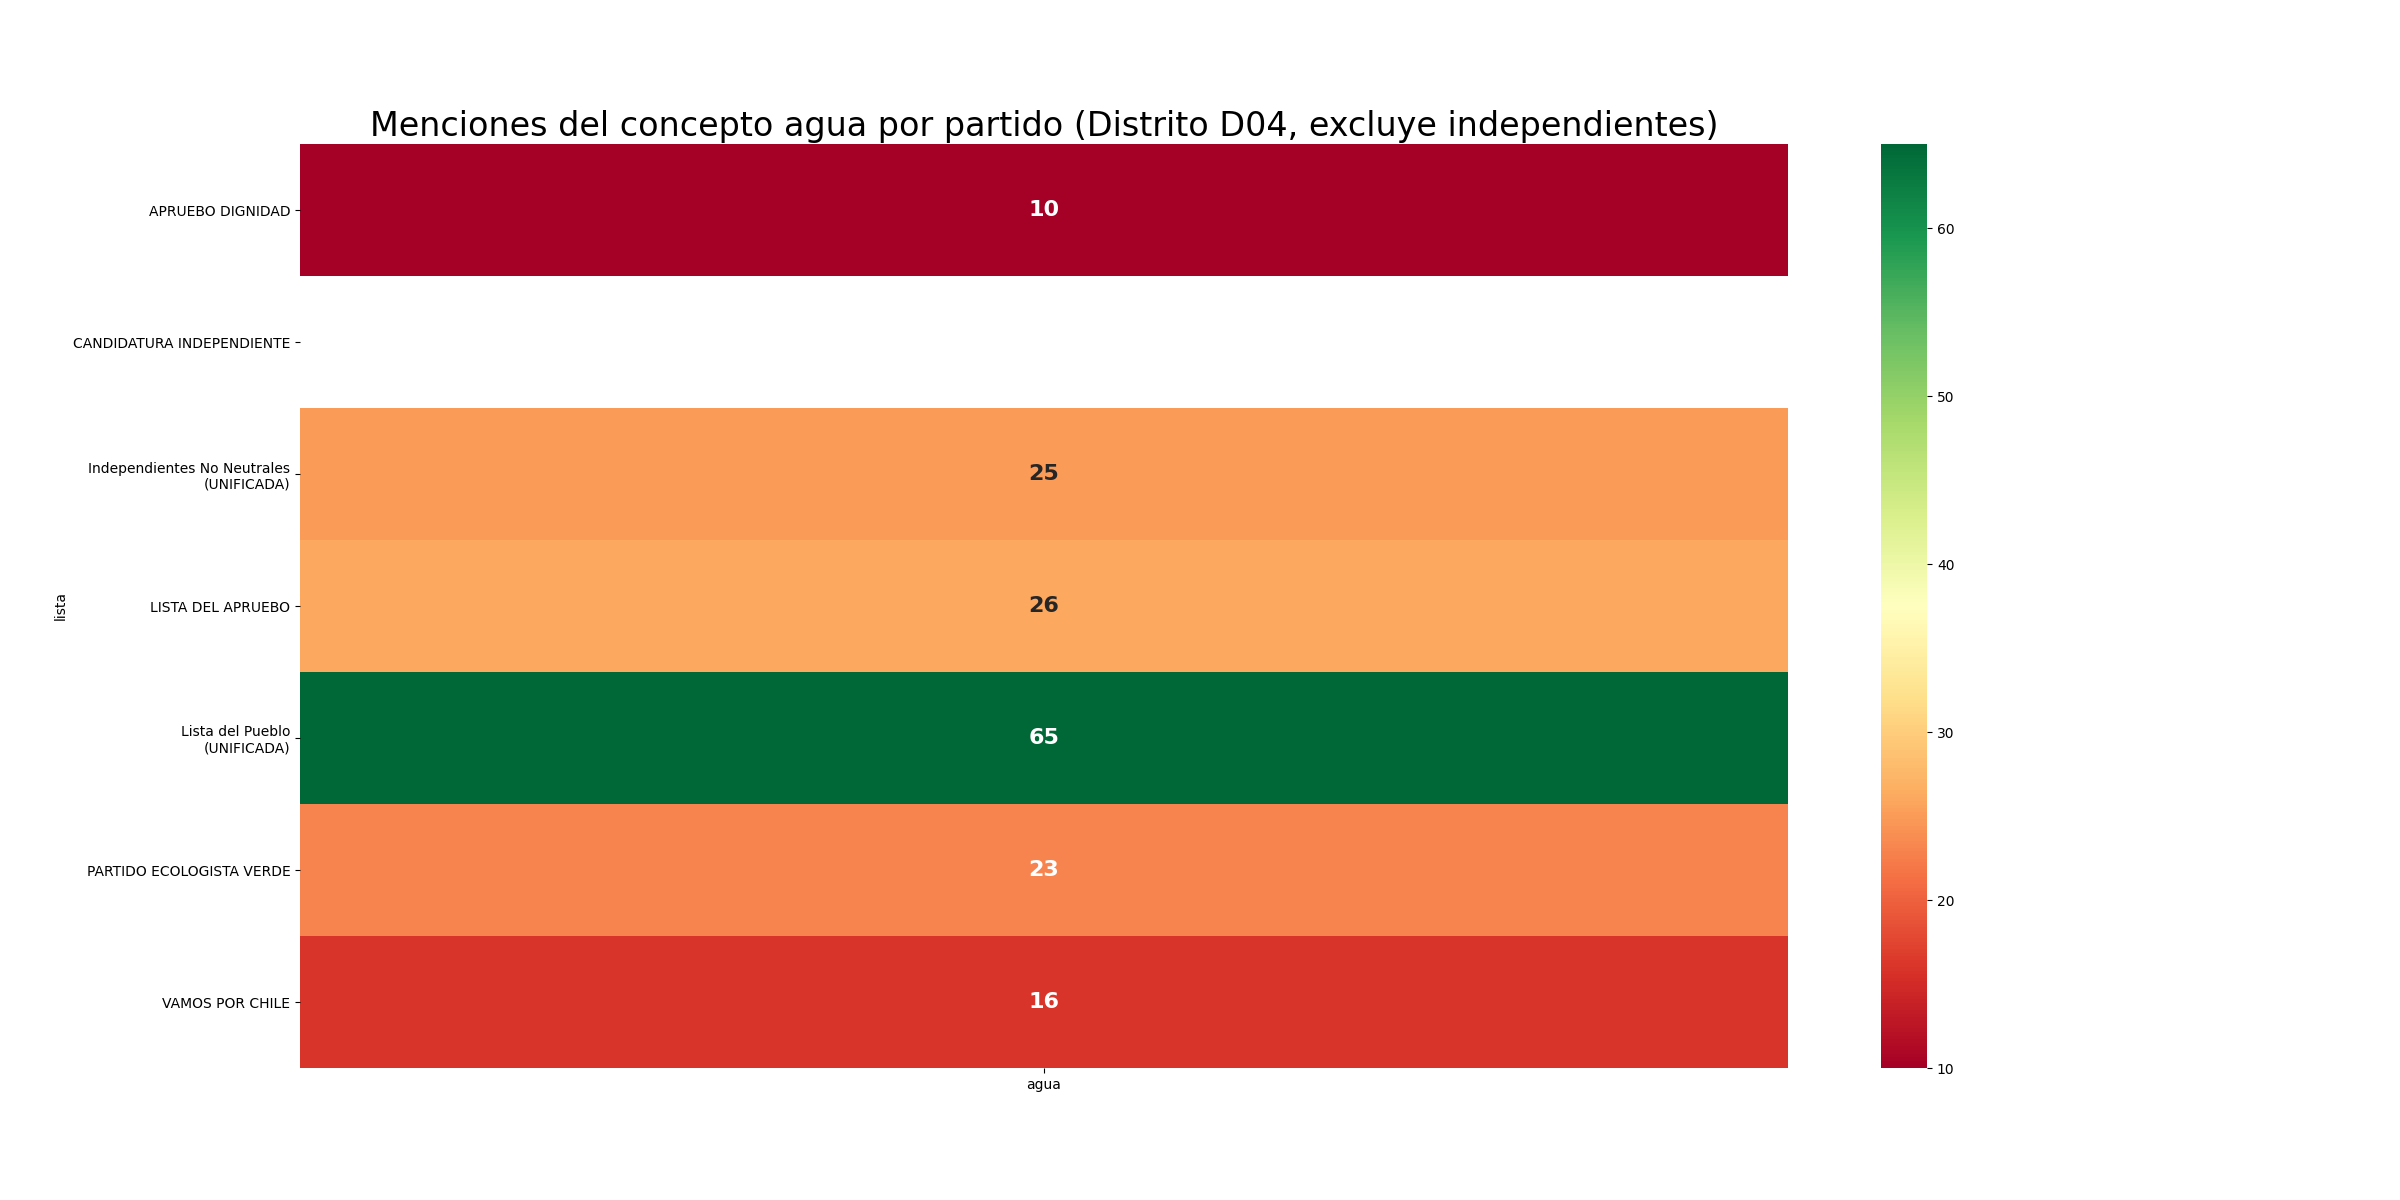 Menciones del concepto agua por partido (Distrito D04, excluye independientes)
APRUEBO DIGNIDAD
10
CANDIDATURA INDEPENDIENTE
Independientes No Neutrales
(UNIFICADA)
25
LISTA DEL APRUEBO
26
Lista del Pueblo
(UNIFICADA)
65
PARTIDO ECOLOGISTA VERDE
23
VAMOS POR CHILE
16
lista
agua
60
50
40
30
20
10